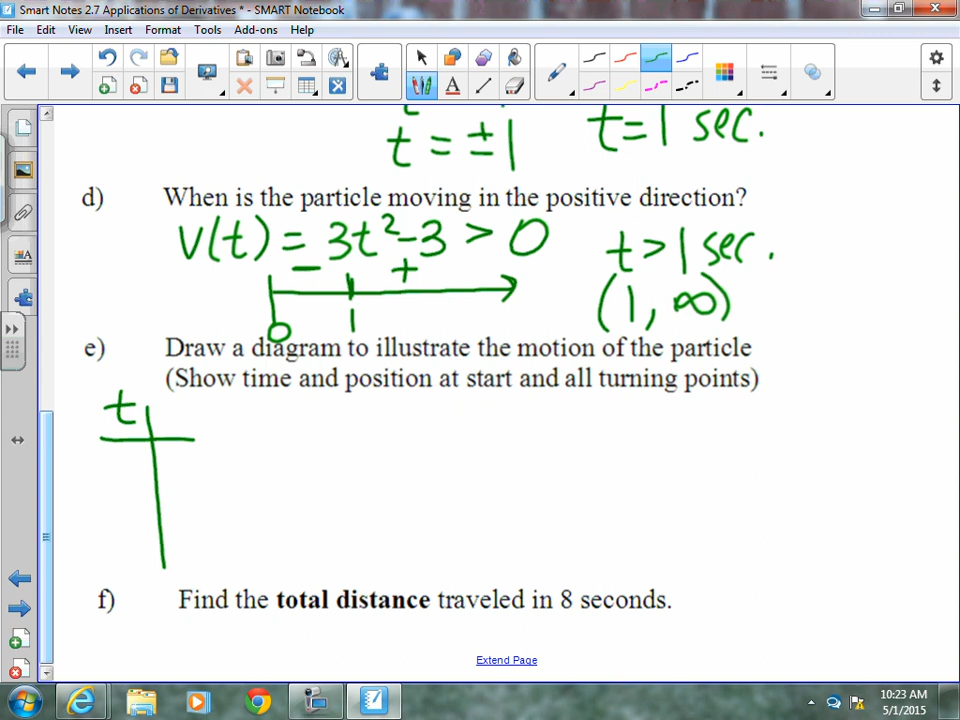 Smart Notes 2.7 Applications of Derivatives * - SMART Notebook
File Edit View Insert Format Tools Add-ons Help
t = ±1 t=1 sec.
d) When is the particle moving in the positive direction?
v(t) = 3t²-3 > 0 t>1 sec.
− +
0 1 (1, ∞)
e) Draw a diagram to illustrate the motion of the particle
(Show time and position at start and all turning points)
t
f) Find the total distance traveled in 8 seconds.
Extend Page
10:23 AM
5/1/2015